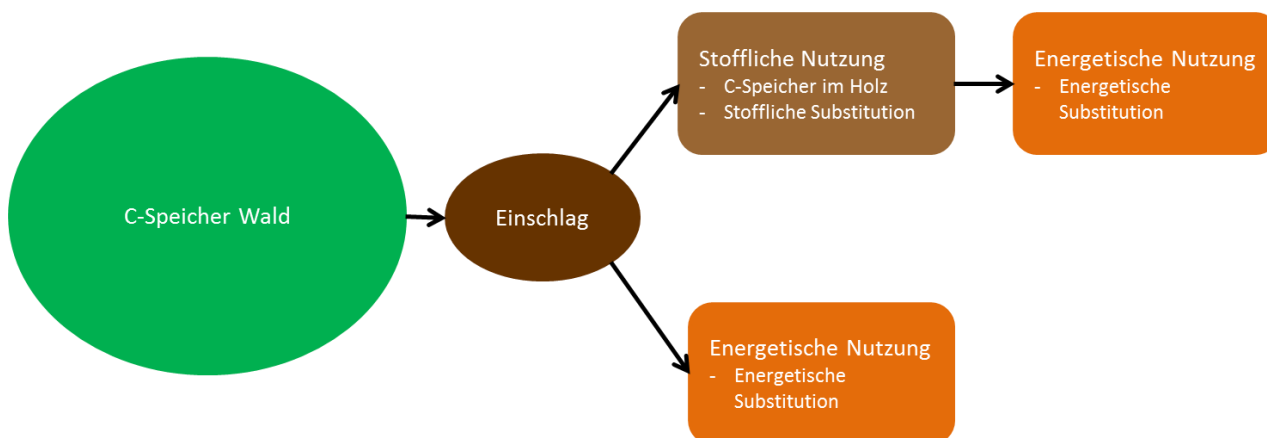 C-Speicher Wald
Einschlag
Stoffliche Nutzung
- C-Speicher im Holz
- Stoffliche Substitution
Energetische Nutzung
- Energetische
Substitution
Energetische Nutzung
- Energetische
Substitution